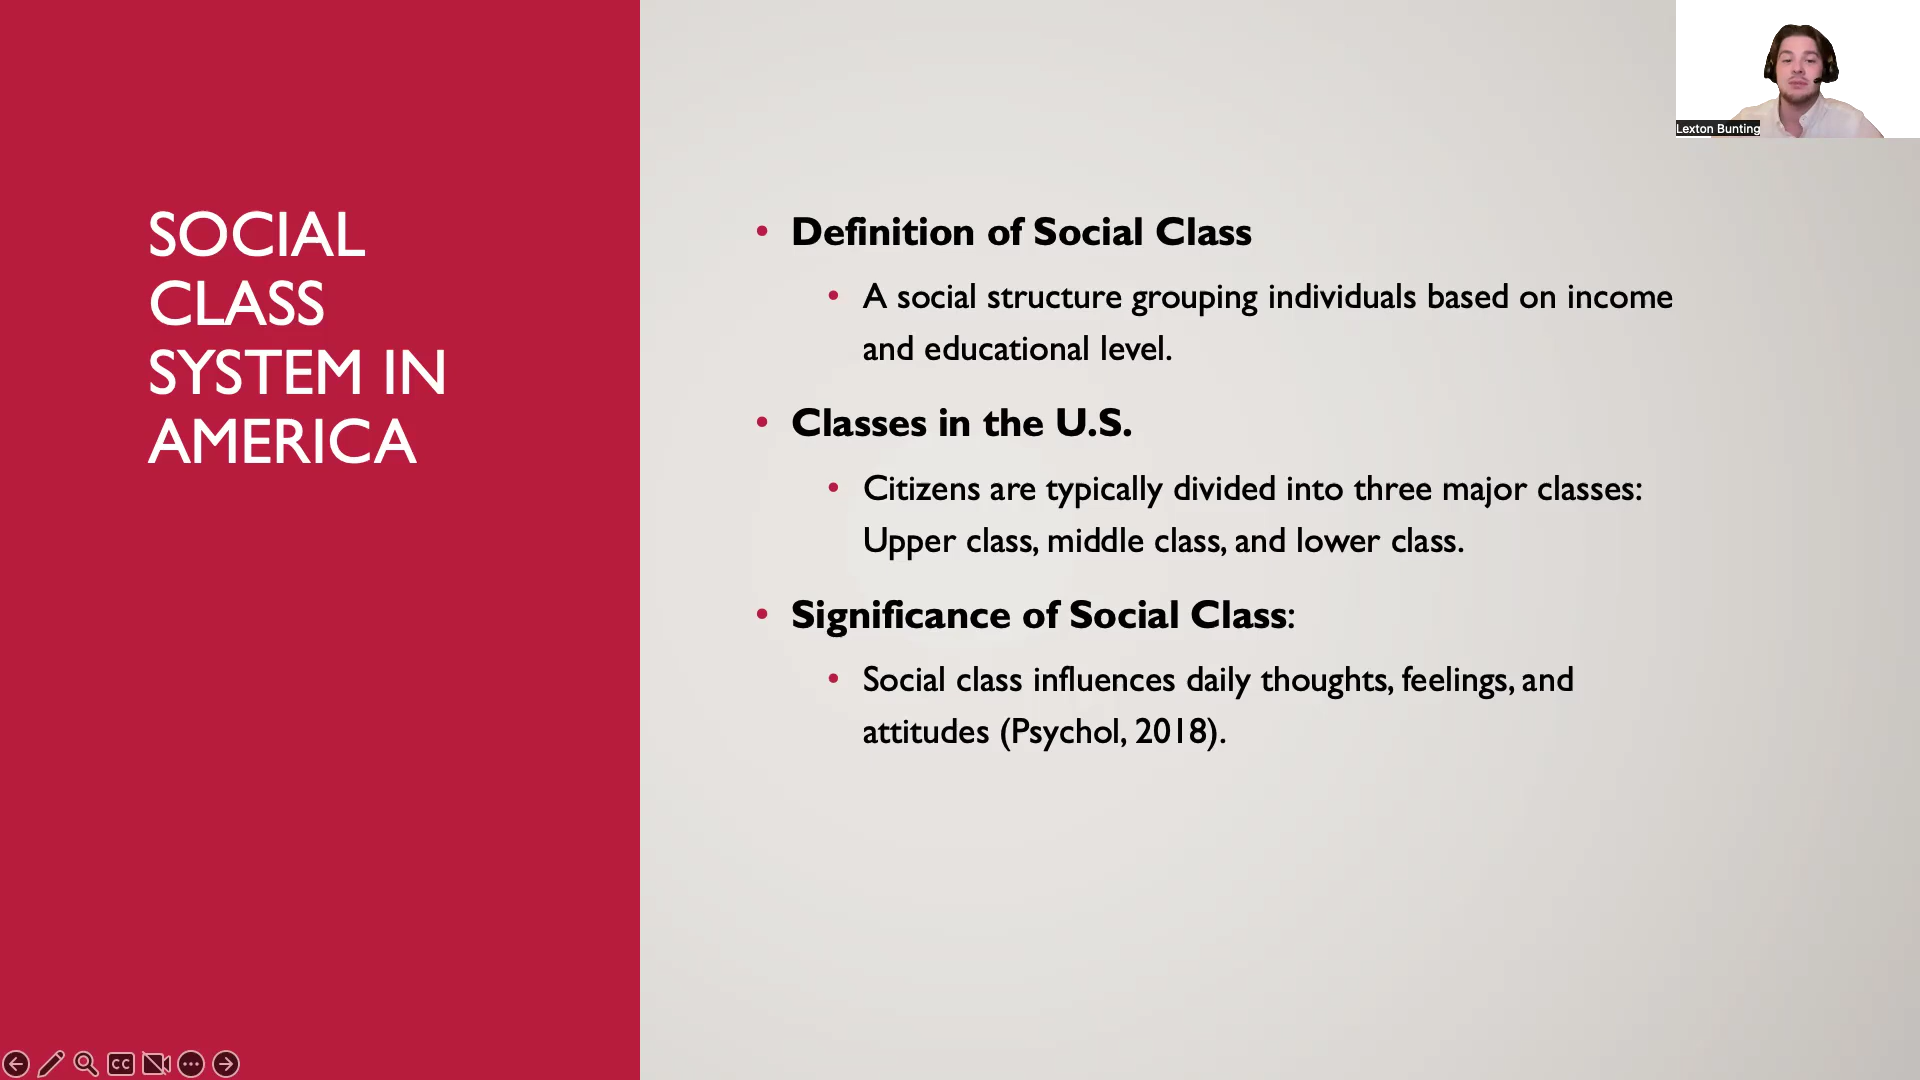 SOCIAL
CLASS
SYSTEM IN
AMERICA
Lexton Bunting
• Definition of Social Class
• A social structure grouping individuals based on income
and educational level.
• Classes in the U.S.
• Citizens are typically divided into three major classes:
Upper class, middle class, and lower class.
• Significance of Social Class:
• Social class influences daily thoughts, feelings, and
attitudes (Psychol, 2018).
CC